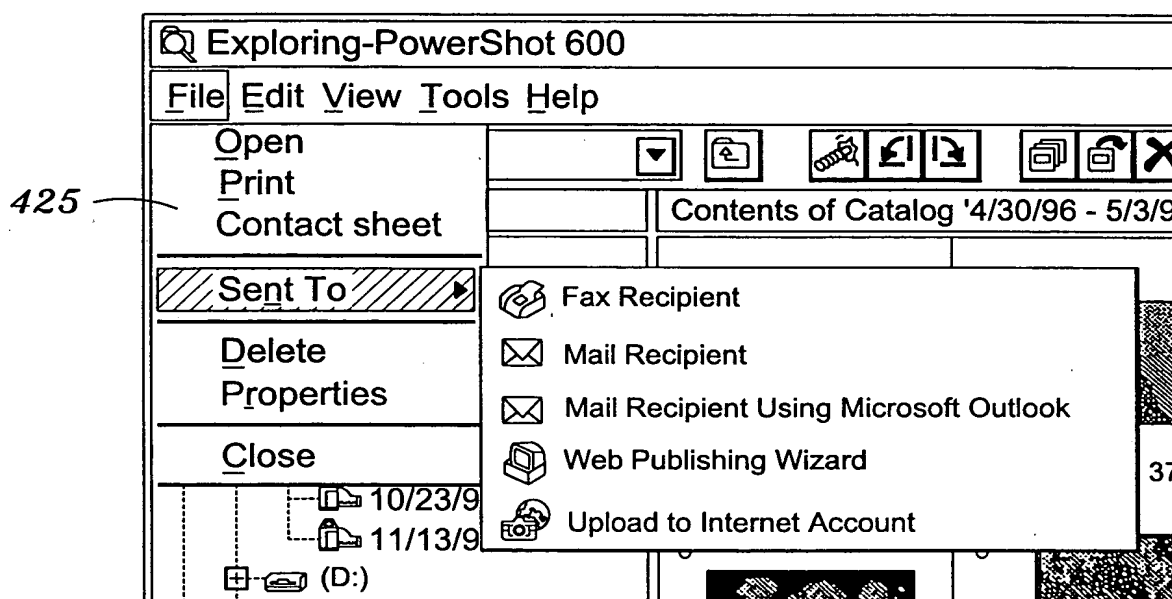 Exploring-PowerShot 600
File Edit View Tools Help
Open
Print
Contact sheet
425
Contents of Catalog '4/30/96 - 5/3/9
Sent To
Fax Recipient
Mail Recipient
Mail Recipient Using Microsoft Outlook
Web Publishing Wizard
Upload to Internet Account
Delete
Properties
Close
37
10/23/9
11/13/9
(D:)